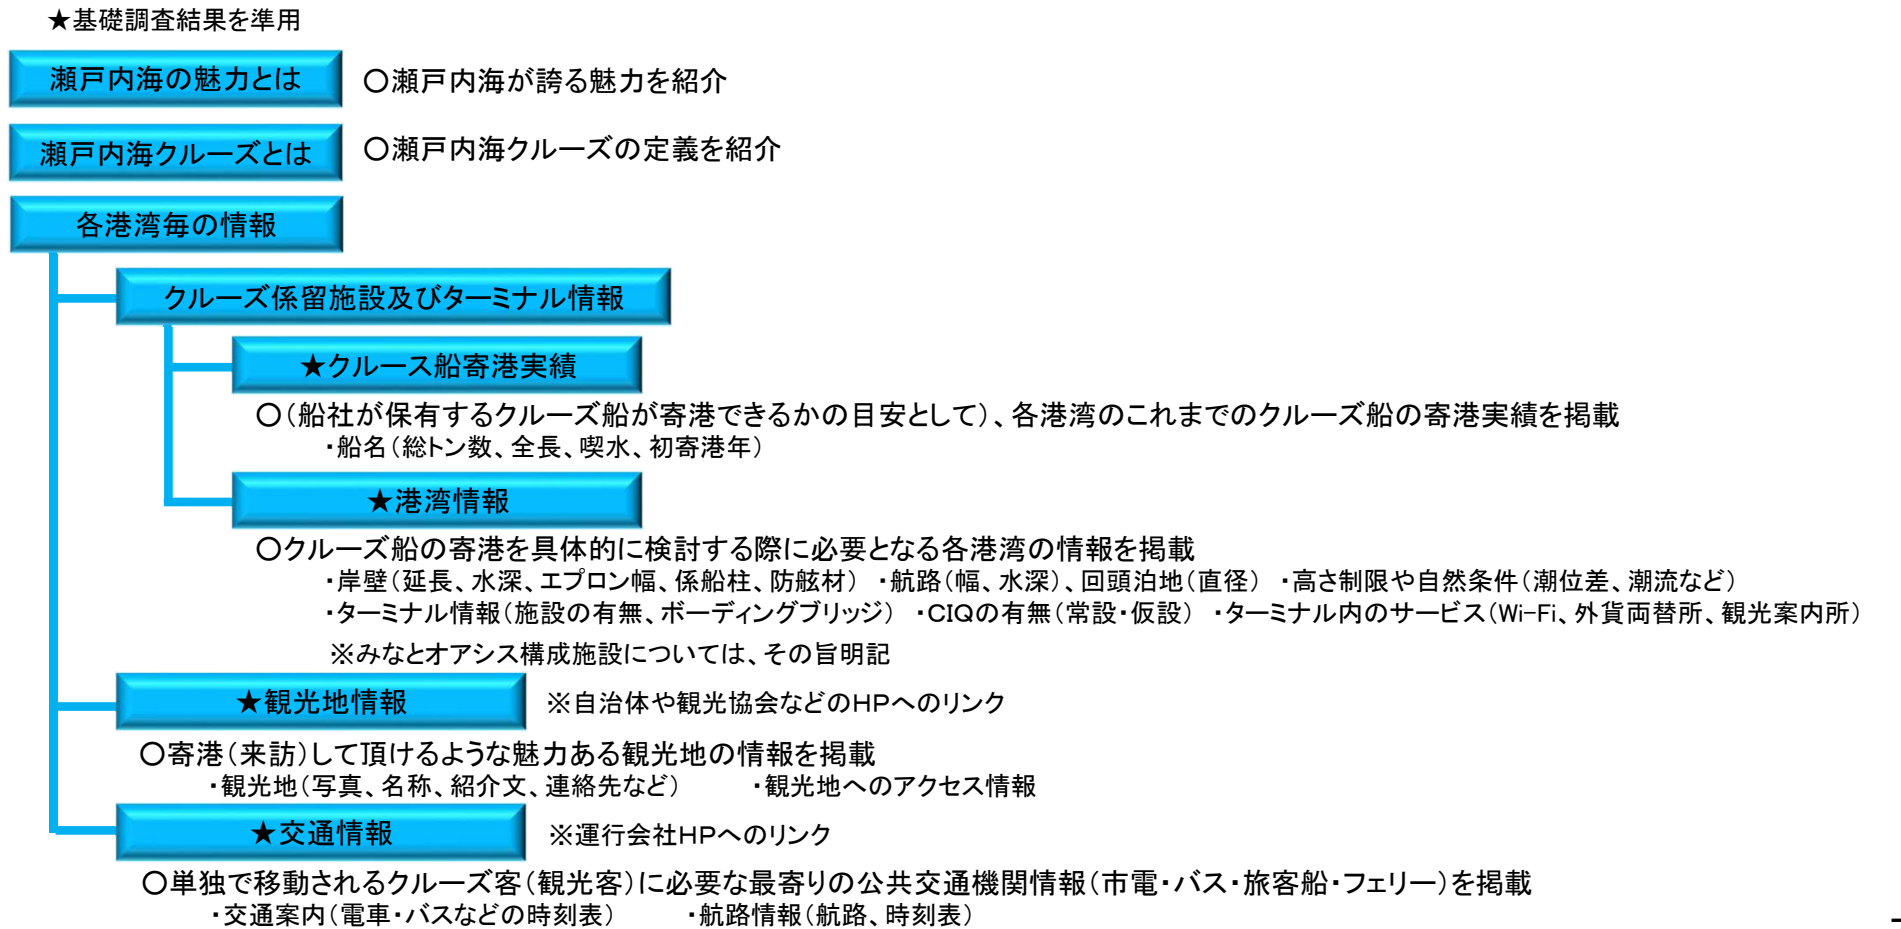 ★基礎調査結果を準用
瀬戸内海の魅力とは
○瀬戸内海が誇る魅力を紹介
瀬戸内海クルーズとは
○瀬戸内海クルーズの定義を紹介
各港湾毎の情報
クルーズ係留施設及びターミナル情報
★クルース船寄港実績
○（船社が保有するクルーズ船が寄港できるかの目安として）、各港湾のこれまでのクルーズ船の寄港実績を掲載
・船名（総トン数、全長、喫水、初寄港年）
★港湾情報
○クルーズ船の寄港を具体的に検討する際に必要となる各港湾の情報を掲載
・岸壁（延長、水深、エプロン幅、係船柱、防舷材） ・航路（幅、水深）、回頭泊地（直径） ・高さ制限や自然条件（潮位差、潮流など）
・ターミナル情報（施設の有無、ボーディングブリッジ） ・CIQの有無（常設・仮設） ・ターミナル内のサービス（Wi-Fi、外貨両替所、観光案内所）
※みなとオアシス構成施設については、その旨明記
★観光地情報
※自治体や観光協会などのHPへのリンク
○寄港（来訪）して頂けるような魅力ある観光地の情報を掲載
・観光地（写真、名称、紹介文、連絡先など） ・観光地へのアクセス情報
★交通情報
※運行会社HPへのリンク
○単独で移動されるクルーズ客（観光客）に必要な最寄りの公共交通機関情報（市電・バス・旅客船・フェリー）を掲載
・交通案内（電車・バスなどの時刻表） ・航路情報（航路、時刻表）